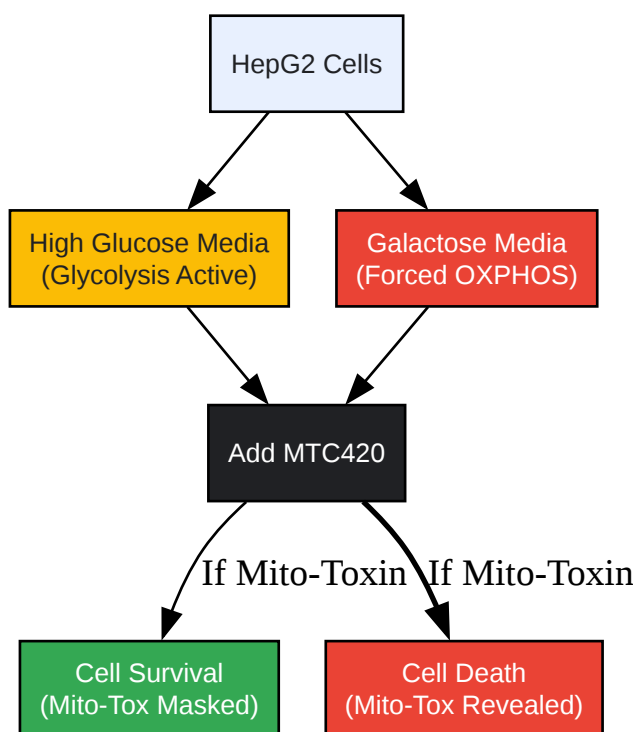 HepG2 Cells
High Glucose Media
(Glycolysis Active)
Galactose Media
(Forced OXPHOS)
Add MTC420
If Mito-Toxin
If Mito-Toxin
Cell Survival
(Mito-Tox Masked)
Cell Death
(Mito-Tox Revealed)